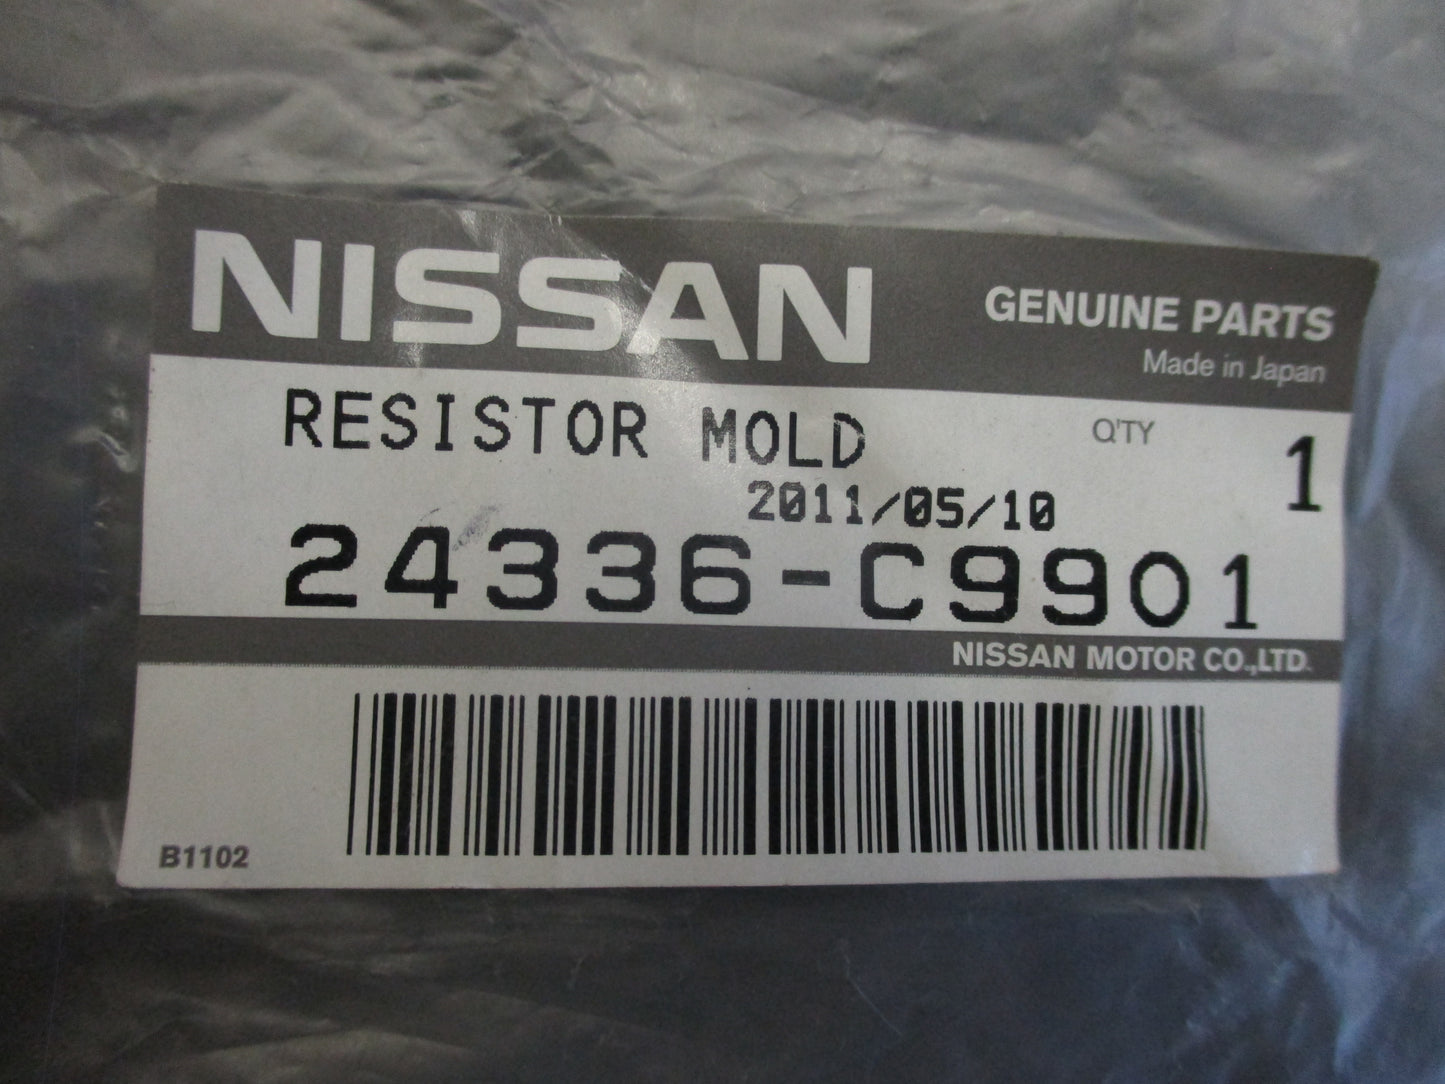 NISSAN
GENUINE PARTS
Made in Japan
RESISTOR MOLD
Q'TY 1
2011/05/10
24336-C9901
NISSAN MOTOR CO.,LTD.
B1102